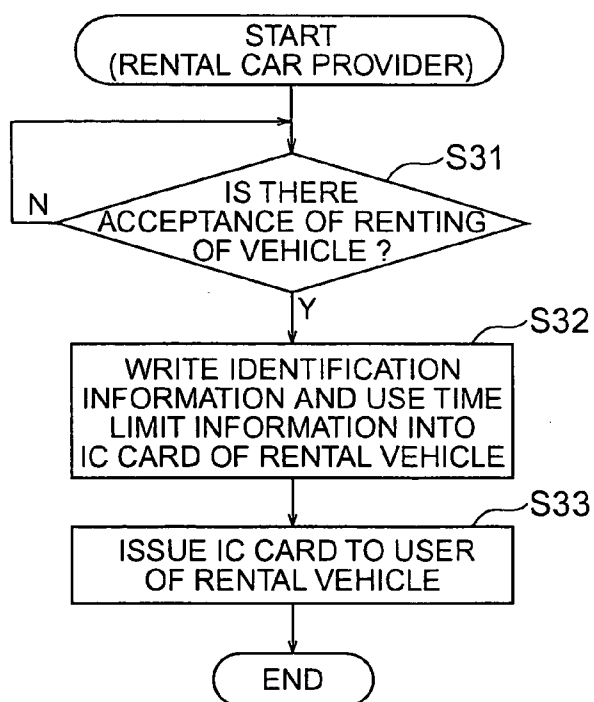 START
(RENTAL CAR PROVIDER)
S31
IS THERE
ACCEPTANCE OF RENTING
OF VEHICLE ?
N
Y
S32
WRITE IDENTIFICATION
INFORMATION AND USE TIME
LIMIT INFORMATION INTO
IC CARD OF RENTAL VEHICLE
S33
ISSUE IC CARD TO USER
OF RENTAL VEHICLE
END